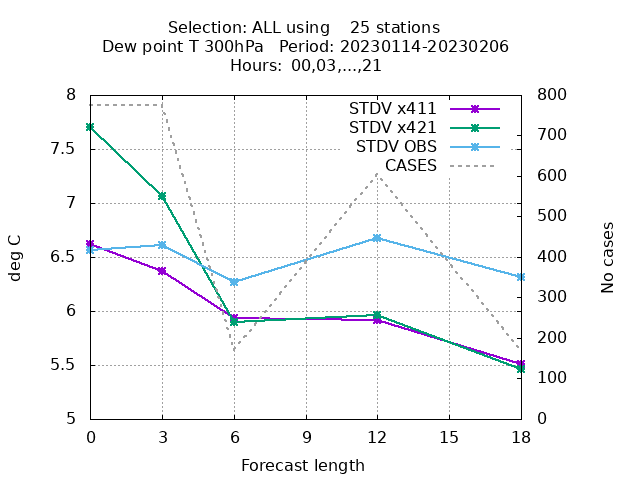 Selection: ALL using    25 stations
Dew point T 300hPa   Period: 20230114-20230206
Hours: 00,03,...,21
STDV x411
STDV x421
STDV OBS
CASES
8
7.5
7
6.5
6
5.5
5
deg C
800
700
600
500
400
300
200
100
0
No cases
0 3 6 9 12 15 18
Forecast length